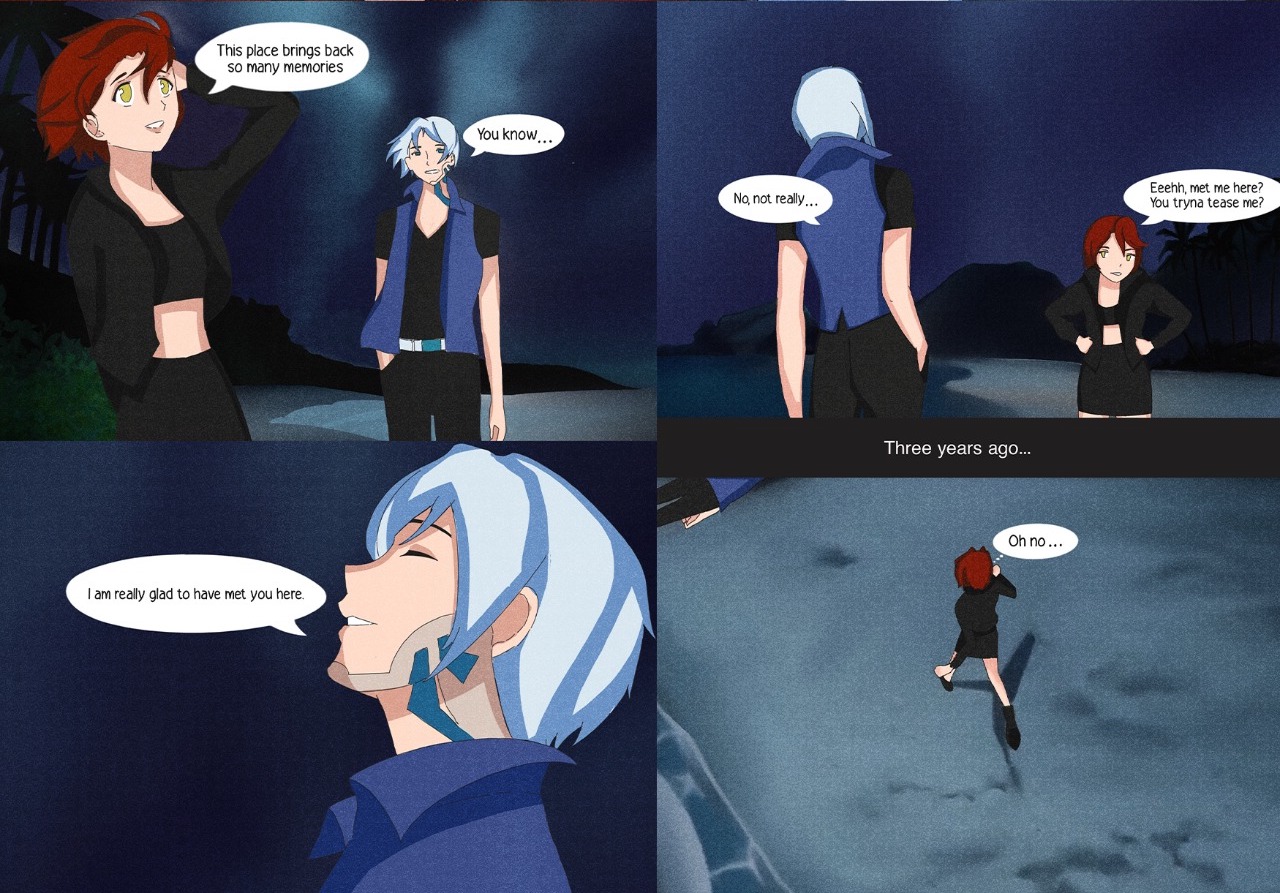 This place brings back
so many memories
You know...
I am really glad to have met you here.
No, not really...
Eeehh, met me here?
You tryna tease me?
Three years ago...
Oh no...